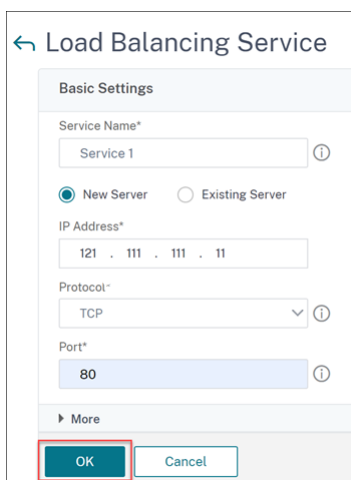 Load Balancing Service
Basic Settings
Service Name*
Service 1
New Server Existing Server
IP Address*
121 . 111 . 111 . 11
Protocol*
TCP
Port*
80
More
OK Cancel